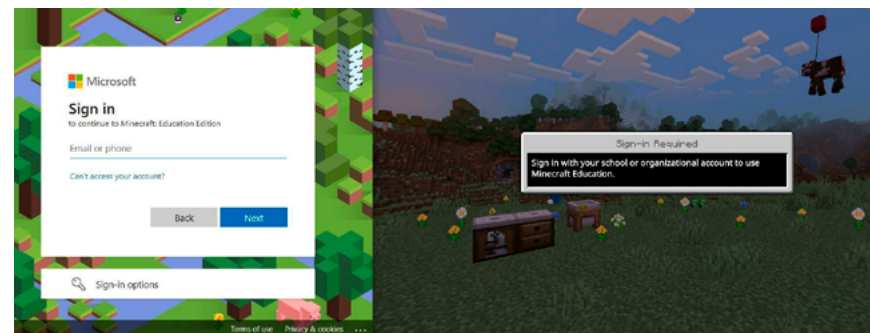 Microsoft
Sign in
to continue to Minecraft: Education Edition
Email or phone
Can't access your account?
Back
Next
Sign-in options
Terms of use
Privacy & cookies
...
Sign-in Required
Sign in with your school or organizational account to use
Minecraft Education.